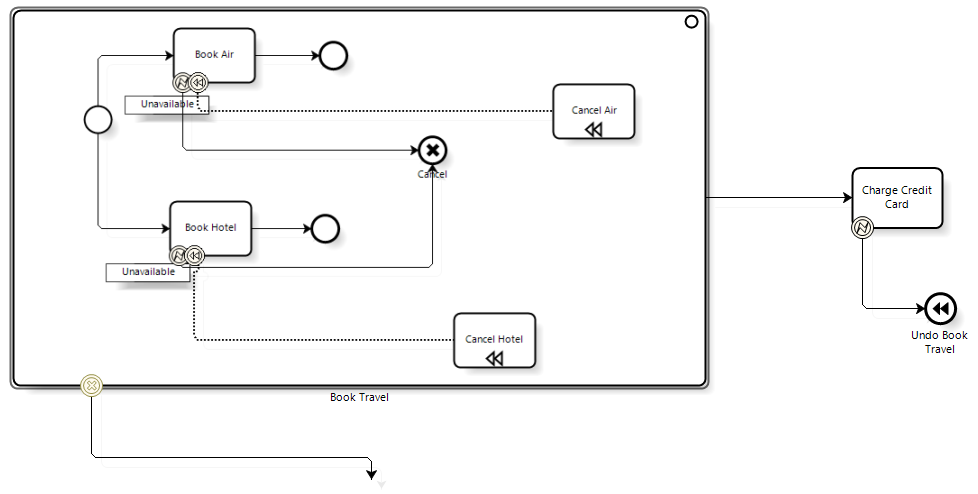 Book Air
Unavailable
Cancel Air
Cancel
Charge Credit
Card
Book Hotel
Unavailable
Cancel Hotel
Undo Book
Travel
Book Travel